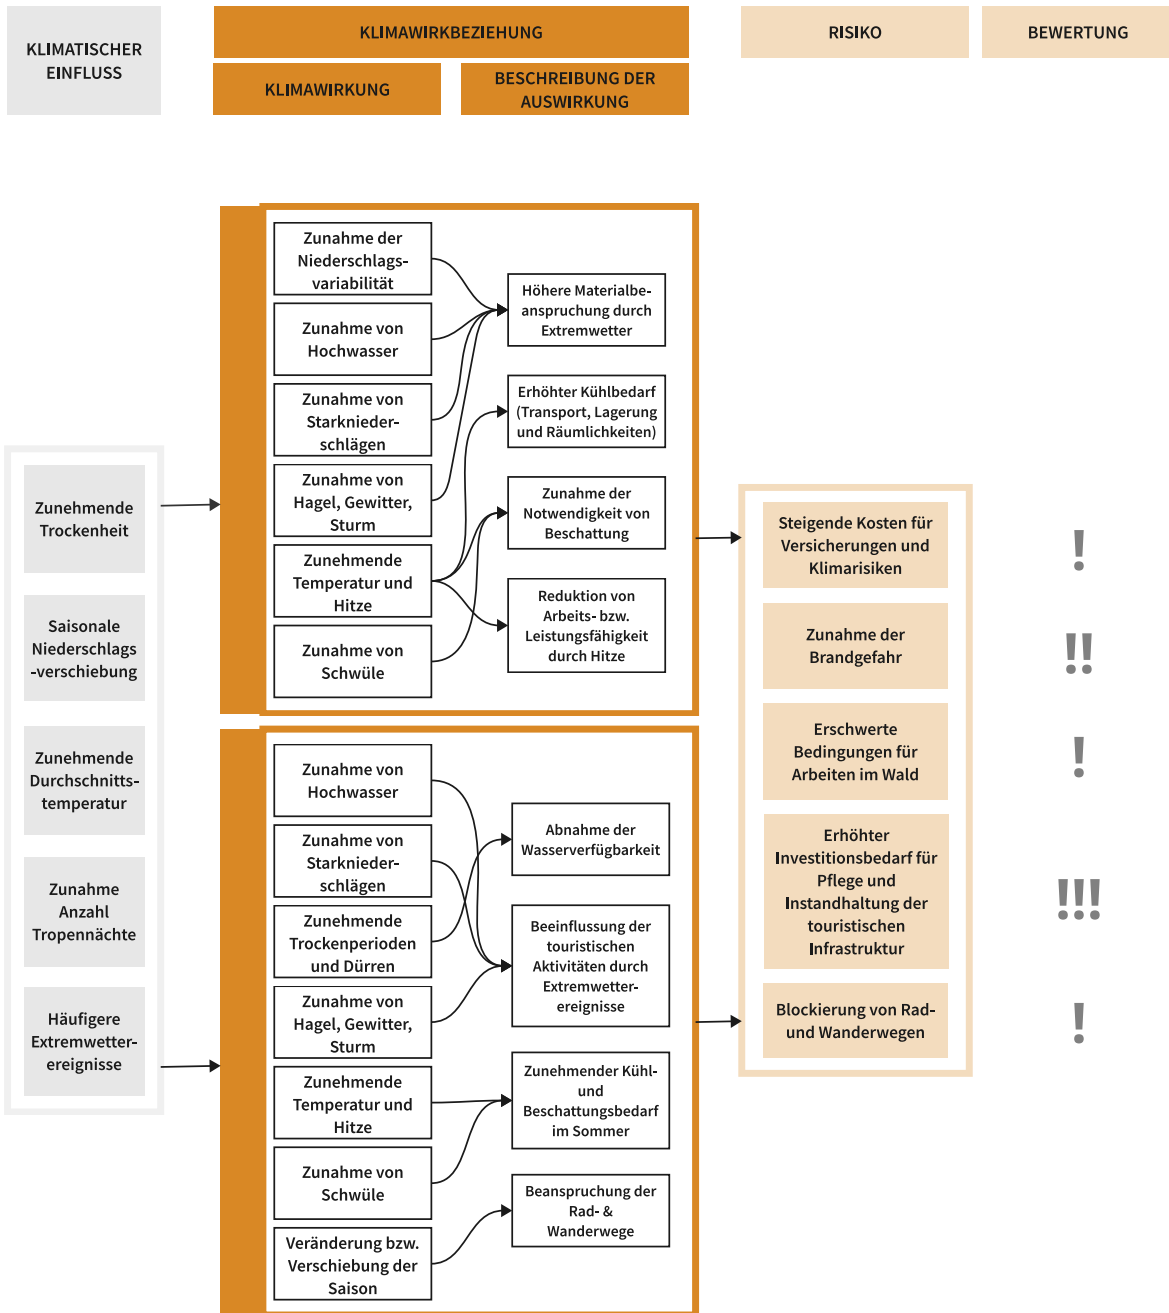 KLIMATISCHER
EINFLUSS
KLIMAWIRKBEZIEHUNG
KLIMAWIRKUNG
BESCHREIBUNG DER
AUSWIRKUNG
RISIKO
BEWERTUNG
Zunehmende
Trockenheit
Saisonale
Niederschlags
-verschiebung
Zunehmende
Durchschnitts-
temperatur
Zunahme
Anzahl
Tropennächte
Häufigere
Extremwetter-
ereignisse
Zunahme der
Niederschlags-
variabilität
Zunahme von
Hochwasser
Zunahme von
Starknieder-
schlägen
Zunahme von
Hagel, Gewitter,
Sturm
Zunehmende
Temperatur und
Hitze
Zunahme von
Schwüle
Höhere Materialbe-
anspruchung durch
Extremwetter
Erhöhter Kühlbedarf
(Transport, Lagerung
und Räumlichkeiten)
Zunahme der
Notwendigkeit von
Beschattung
Reduktion von
Arbeits- bzw.
Leistungsfähigkeit
durch Hitze
Zunahme von
Hochwasser
Zunahme von
Starknieder-
schlägen
Zunehmende
Trockenperioden
und Dürren
Zunahme von
Hagel, Gewitter,
Sturm
Zunehmende
Temperatur und
Hitze
Zunahme von
Schwüle
Veränderung bzw.
Verschiebung der
Saison
Abnahme der
Wasserverfügbarkeit
Beeinflussung der
touristischen
Aktivitäten durch
Extremwetter-
ereignisse
Zunehmender Kühl-
und
Beschattungsbedarf
im Sommer
Beanspruchung der
Rad- &
Wanderwege
Steigende Kosten für
Versicherungen und
Klimarisiken
!
Zunahme der
Brandgefahr
!!
Erschwerte
Bedingungen für
Arbeiten im Wald
!
Erhöhter
Investitionsbedarf für
Pflege und
Instandhaltung der
touristischen
Infrastruktur
!!!
Blockierung von Rad-
und Wanderwegen
!